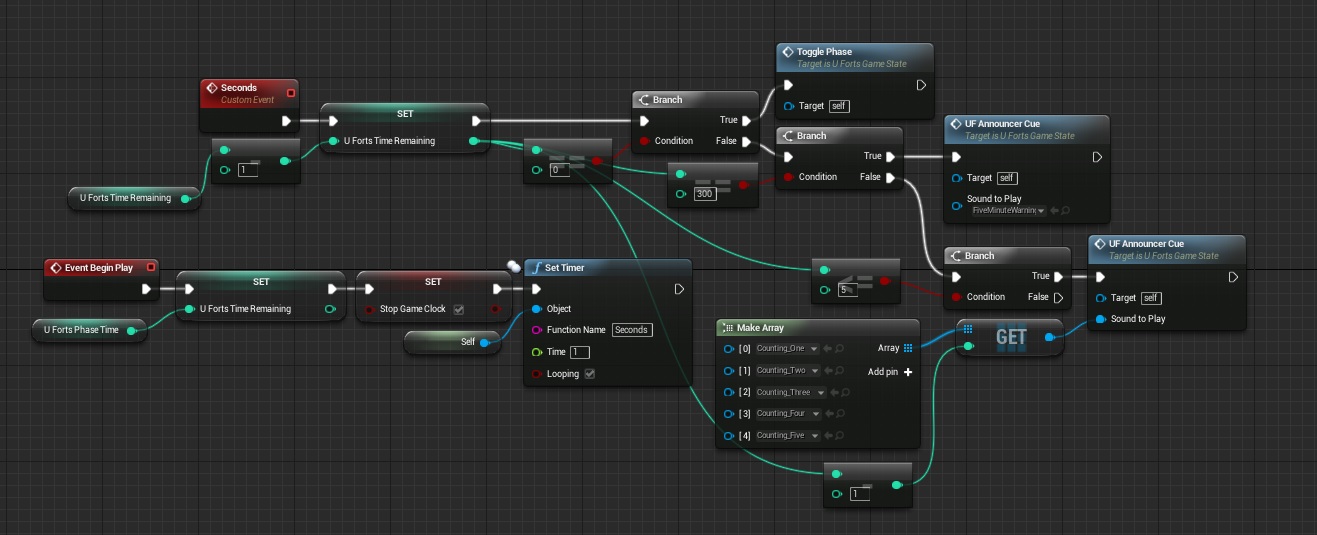 Toggle Phase
Target is U Forts Game State
Target self
Seconds
Custom Event
SET
U Forts Time Remaining
1
U Forts Time Remaining
Branch
True
Condition False
0
300
Branch
True
Condition False
UF Announcer Cue
Target is U Forts Game State
Target self
Sound to Play
FiveMinuteWarnin
Event Begin Play
SET
U Forts Time Remaining
U Forts Phase Time
SET
Stop Game Clock
Self
Set Timer
Object
Function Name Seconds
Time 1
Looping
Branch
True
Condition False
5
UF Announcer Cue
Target is U Forts Game State
Target self
Sound to Play
Make Array
[0] Counting_One Array
[1] Counting_Two Add pin
[2] Counting_Three
[3] Counting_Four
[4] Counting_Five
GET
1